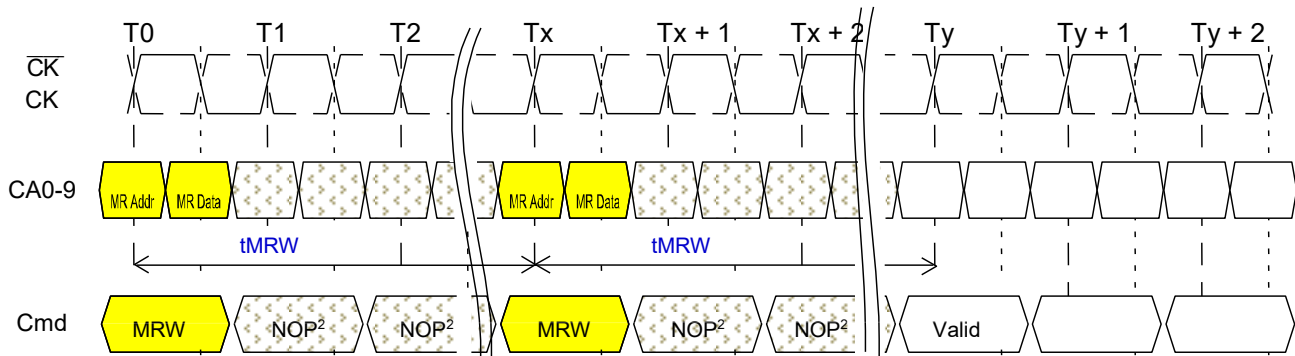 T0 T1 T2 Tx Tx + 1 Tx + 2 Ty Ty + 1 Ty + 2
CK
CK
CA0-9 MR Addr MR Data MR Addr MR Data
tMRW tMRW
Cmd MRW NOP² NOP² MRW NOP² NOP² Valid